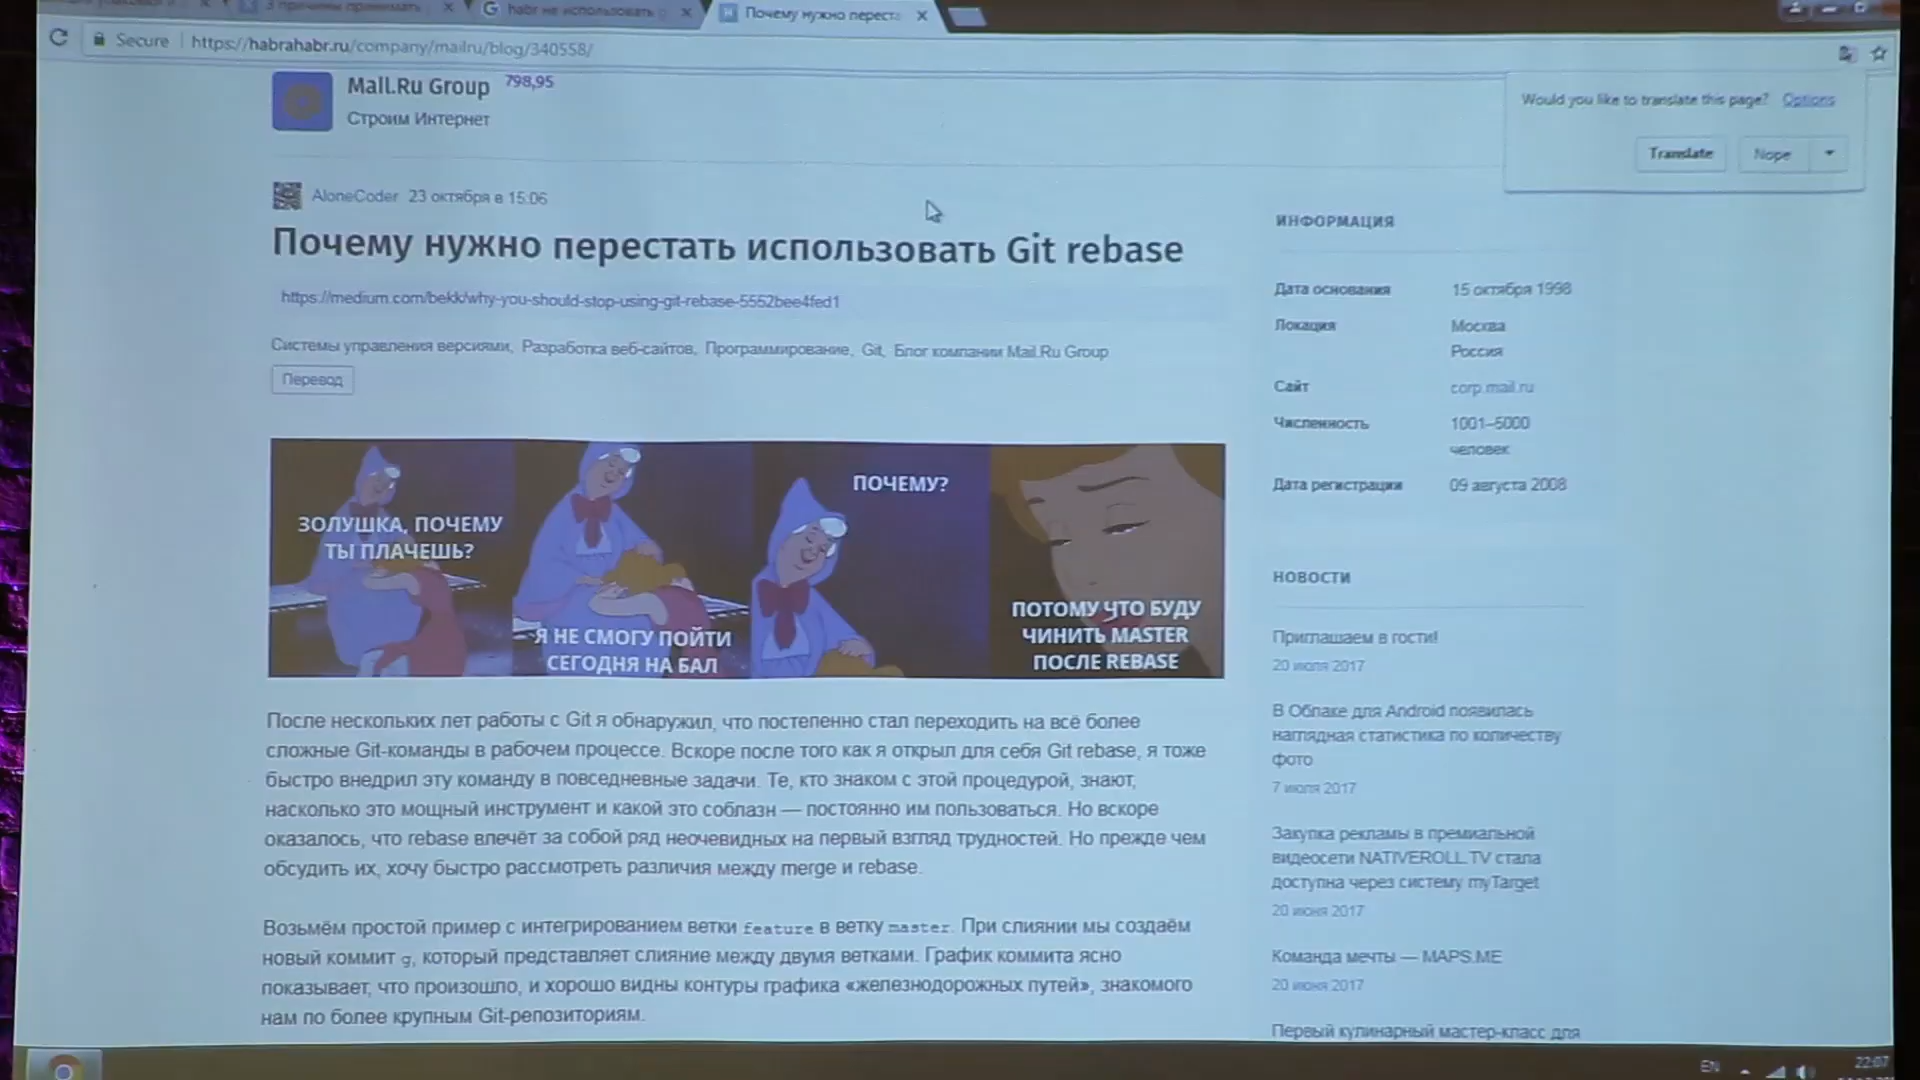 3 причины принимать
habr не использовать
Почему нужно переста
Secure
https://habrahabr.ru/company/mailru/blog/340558/
Would you like to translate this page? Options
Translate
Nope
Mail.Ru Group 798,95
Строим Интернет
AloneCoder 23 октября в 15:06
Почему нужно перестать использовать Git rebase
https://medium.com/bekk/why-you-should-stop-using-git-rebase-5552bee4fed1
Системы управления версиями, Разработка веб-сайтов, Программирование, Git, Блог компании Mail.Ru Group
Перевод
ЗОЛУШКА, ПОЧЕМУ
ТЫ ПЛАЧЕШЬ?
Я НЕ СМОГУ ПОЙТИ
СЕГОДНЯ НА БАЛ
ПОЧЕМУ?
ПОТОМУ ЧТО БУДУ
ЧИНИТЬ MASTER
ПОСЛЕ REBASE
После нескольких лет работы с Git я обнаружил, что постепенно стал переходить на всё более
сложные Git-команды в рабочем процессе. Вскоре после того как я открыл для себя Git rebase, я тоже
быстро внедрил эту команду в повседневные задачи. Те, кто знаком с этой процедурой, знают,
насколько это мощный инструмент и какой это соблазн — постоянно им пользоваться. Но вскоре
оказалось, что rebase влечёт за собой ряд неочевидных на первый взгляд трудностей. Но прежде чем
обсудить их, хочу быстро рассмотреть различия между merge и rebase.
Возьмём простой пример с интегрированием ветки feature в ветку master. При слиянии мы создаём
новый коммит g, который представляет слияние между двумя ветками. График коммита ясно
показывает, что произошло, и хорошо видны контуры графика «железнодорожных путей», знакомого
нам по более крупным Git-репозиториям.
ИНФОРМАЦИЯ
Дата основания 15 октября 1998
Локация Москва
Россия
Сайт corp.mail.ru
Численность 1001–5000
человек
Дата регистрации 09 августа 2008
НОВОСТИ
Приглашаем в гости!
20 июля 2017
В Облаке для Android появилась
наглядная статистика по количеству
фото
7 июля 2017
Закупка рекламы в премиальной
видеосети NATIVEROLL.TV стала
доступна через систему myTarget
20 июня 2017
Команда мечты — MAPS.ME
20 июня 2017
Первый кулинарный мастер-класс для
EN
22:07